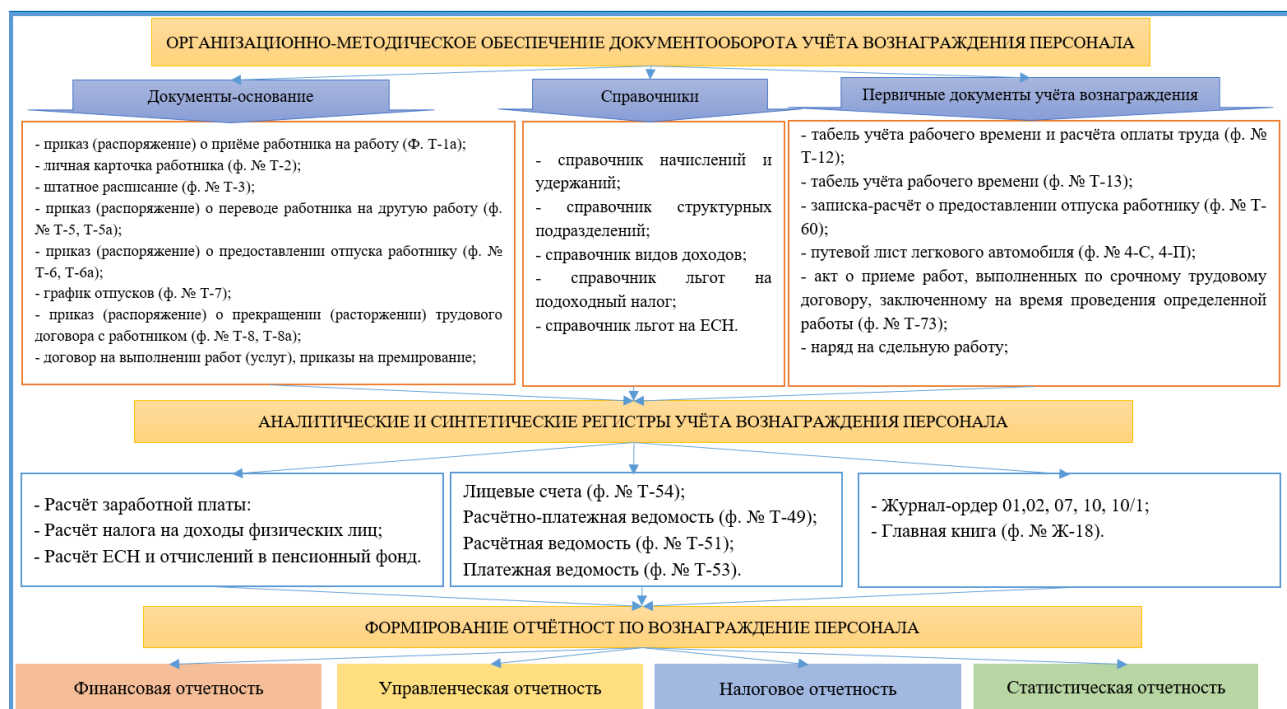 ОРГАНИЗАЦИОННО-МЕТОДИЧЕСКОЕ ОБЕСПЕЧЕНИЕ ДОКУМЕНТООБОРОТА УЧЁТА ВОЗНАГРАЖДЕНИЯ ПЕРСОНАЛА
Документы-основание
- приказ (распоряжение) о приёме работника на работу (Ф. Т-1а);
- личная карточка работника (ф. № Т-2);
- штатное расписание (ф. № Т-3);
- приказ (распоряжение) о переводе работника на другую работу (ф.
№ Т-5, Т-5а);
- приказ (распоряжение) о предоставлении отпуска работнику (ф. №
Т-6, Т-6а);
- график отпусков (ф. № Т-7);
- приказ (распоряжение) о прекращении (расторжении) трудового
договора с работником (ф. № Т-8, Т-8а);
- договор на выполнении работ (услуг), приказы на премирование;
Справочники
- справочник начислений и
удержаний;
- справочник структурных
подразделений;
- справочник видов доходов;
- справочник льгот на
подоходный налог;
- справочник льгот на ЕСН.
Первичные документы учёта вознаграждения
- табель учёта рабочего времени и расчёта оплаты труда (ф. №
Т-12);
- табель учёта рабочего времени (ф. № Т-13);
- записка-расчёт о предоставлении отпуска работнику (ф. № Т-
60);
- путевой лист легкового автомобиля (ф. № 4-С, 4-П);
- акт о приеме работ, выполненных по срочному трудовому
договору, заключенному на время проведения определенной
работы (ф. № Т-73);
- наряд на сдельную работу;
АНАЛИТИЧЕСКИЕ И СИНТЕТИЧЕСКИЕ РЕГИСТРЫ УЧЁТА ВОЗНАГРАЖДЕНИЯ ПЕРСОНАЛА
- Расчёт заработной платы:
- Расчёт налога на доходы физических лиц;
- Расчёт ЕСН и отчислений в пенсионный фонд.
Лицевые счета (ф. № Т-54);
Расчётно-платежная ведомость (ф. № Т-49);
Расчётная ведомость (ф. № Т-51);
Платежная ведомость (ф. № Т-53).
- Журнал-ордер 01,02, 07, 10, 10/1;
- Главная книга (ф. № Ж-18).
ФОРМИРОВАНИЕ ОТЧЁТНОСТ ПО ВОЗНАГРАЖДЕНИЕ ПЕРСОНАЛА
Финансовая отчетность
Управленческая отчетность
Налоговое отчетность
Статистическая отчетность